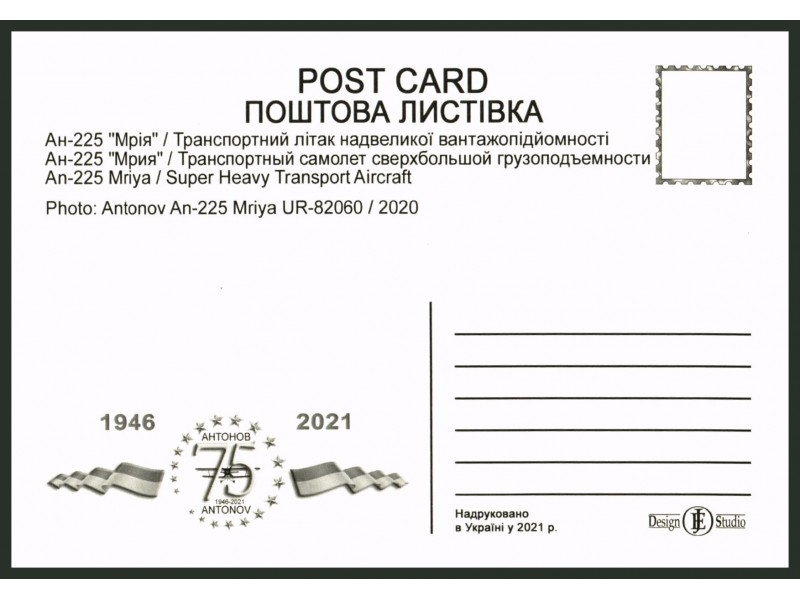 POST CARD
ПОШТОВА ЛИСТІВКА
Ан-225 "Мрія" / Транспортний літак надвеликої вантажопідйомності
Ан-225 "Мрия" / Транспортный самолет сверхбольшой грузоподъемности
An-225 Mriya / Super Heavy Transport Aircraft
Photo: Antonov An-225 Mriya UR-82060 / 2020
1946
2021
АНТОНОВ
75
1946-2021
ANTONOV
Надруковано
в Україні у 2021 р.
Design JE Studio